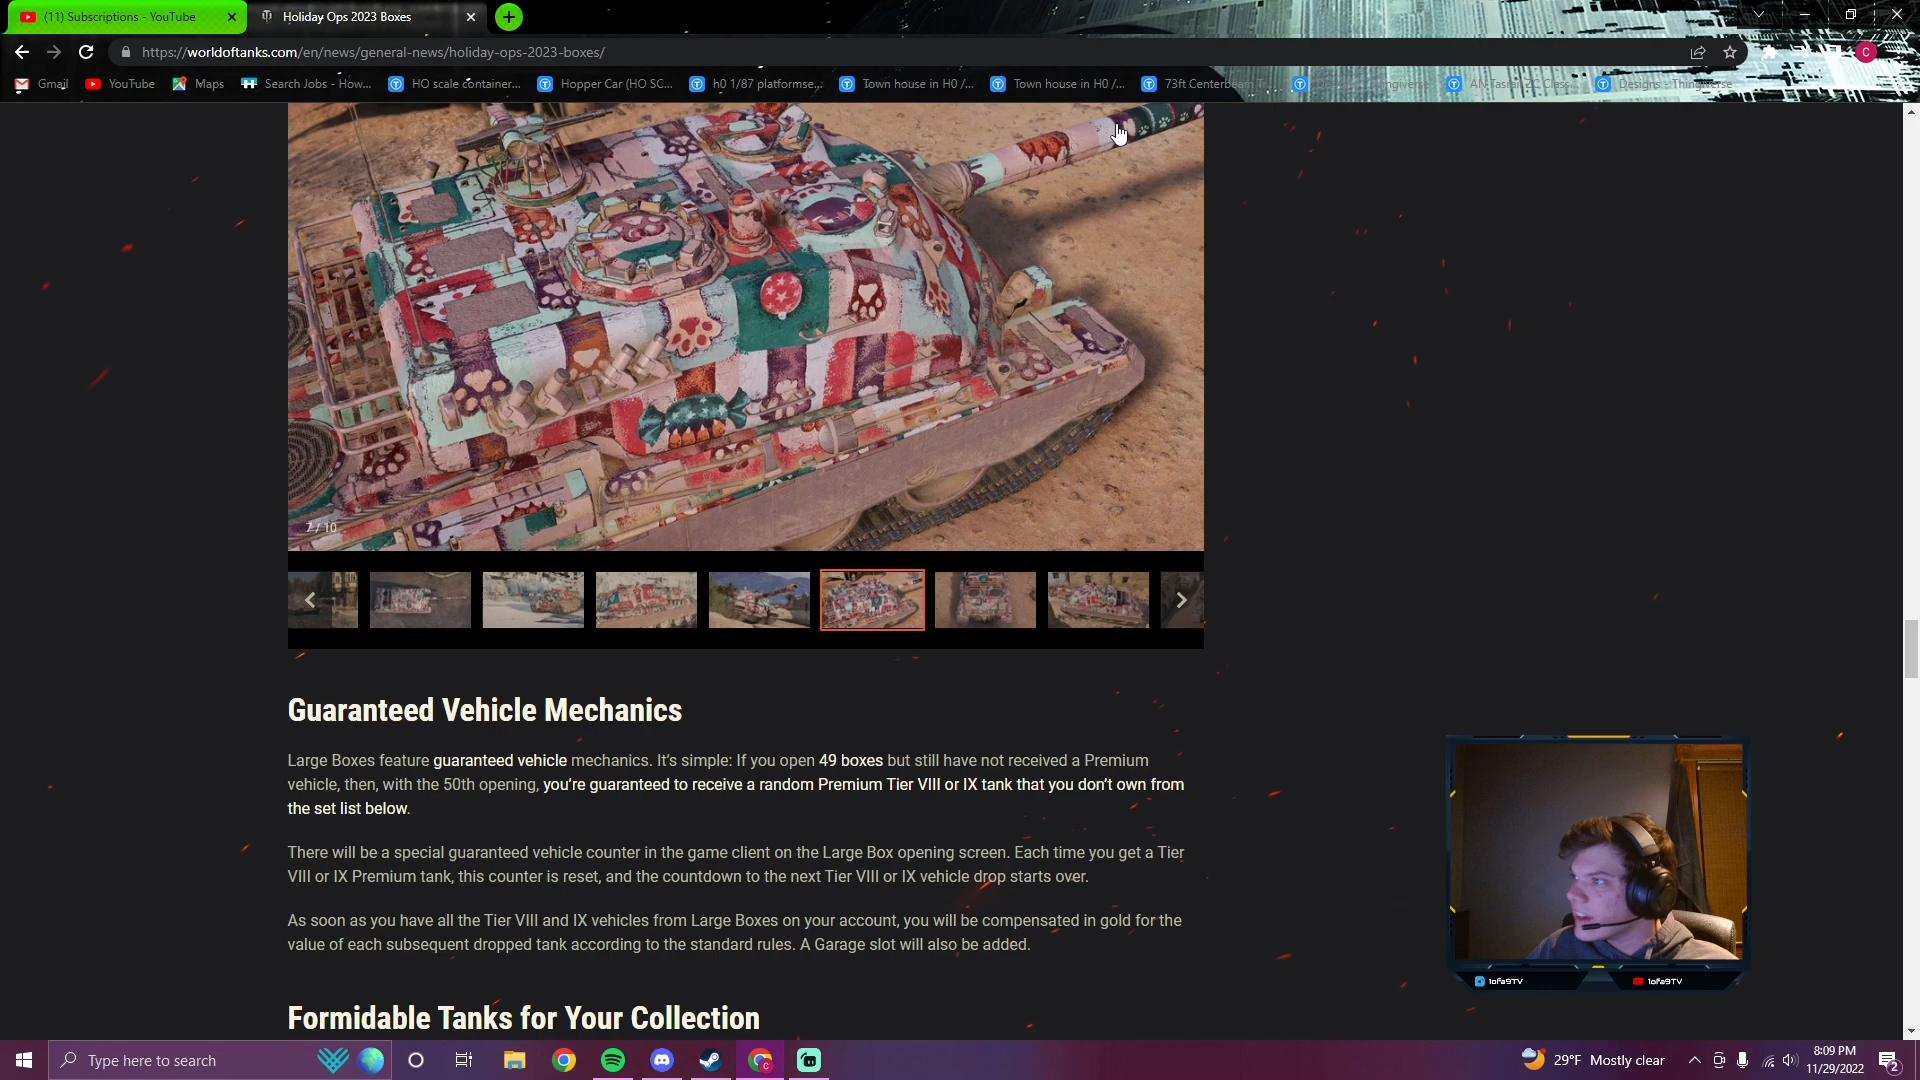 (11) Subscriptions - YouTube
Holiday Ops 2023 Boxes
https://worldoftanks.com/en/news/general-news/holiday-ops-2023-boxes/
C
Gmail
YouTube
Maps
Search Jobs - How...
HO scale container...
Hopper Car (HO SC...
h0 1/87 platformse...
Town house in H0 /...
Town house in H0 /...
73ft Centerbeam
Designs - Thingiverse
7 / 10
Guaranteed Vehicle Mechanics
Large Boxes feature guaranteed vehicle mechanics. It's simple: If you open 49 boxes but still have not received a Premium
vehicle, then, with the 50th opening, you're guaranteed to receive a random Premium Tier VIII or IX tank that you don't own from
the set list below.
There will be a special guaranteed vehicle counter in the game client on the Large Box opening screen. Each time you get a Tier
VIII or IX Premium tank, this counter is reset, and the countdown to the next Tier VIII or IX vehicle drop starts over.
As soon as you have all the Tier VIII and IX vehicles from Large Boxes on your account, you will be compensated in gold for the
value of each subsequent dropped tank according to the standard rules. A Garage slot will also be added.
1ofa9TV
1ofa9TV
Formidable Tanks for Your Collection
Type here to search
29°F Mostly clear
8:09 PM
11/29/2022
2